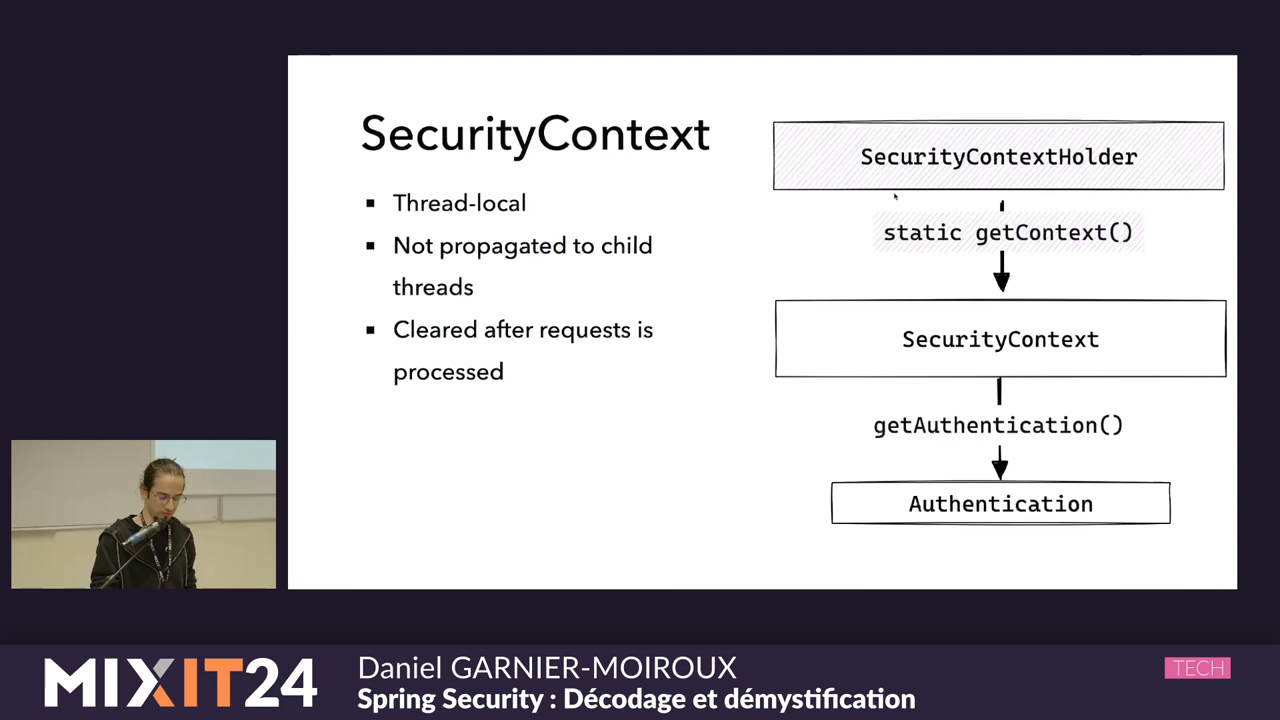 SecurityContext
▪ Thread-local
▪ Not propagated to child
threads
▪ Cleared after requests is
processed
SecurityContextHolder
static getContext()
SecurityContext
getAuthentication()
Authentication
MIXIT24
Daniel GARNIER-MOIROUX
Spring Security : Décodage et démystification
TECH